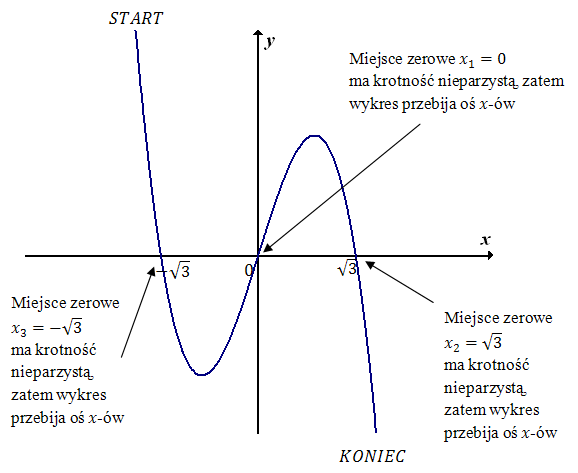 START
y
Miejsce zerowe x₁ = 0
ma krotność nieparzystą, zatem
wykres przebija oś x-ów
x
−√3
0
√3
Miejsce zerowe
x₃ = −√3
ma krotność
nieparzystą,
zatem wykres
przebija oś x-ów
Miejsce zerowe
x₂ = √3
ma krotność
nieparzystą,
zatem wykres
przebija oś x-ów
KONIEC